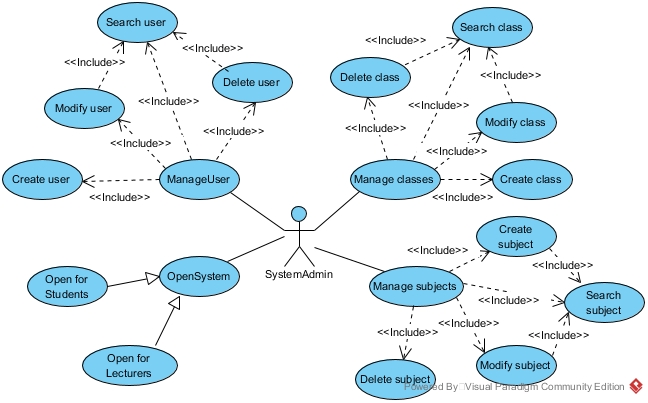 Search user
Search class
<<Include>>
<<Include>>
<<Include>>
Delete user
Delete class
<<Include>>
<<Include>>
Modify user
<<Include>>
<<Include>>
Modify class
<<Include>>
<<Include>>
<<Include>>
<<Include>>
Create user
ManageUser
Manage classes
Create class
<<Include>>
<<Include>>
SystemAdmin
Create
subject
<<Include>>
<<Include>>
Open for
Students
OpenSystem
Manage subjects
<<Include>>
Search
subject
<<Include>>
<<Include>>
<<Include>>
Open for
Lecturers
Delete subject
Modify subject
Powered By Visual Paradigm Community Edition